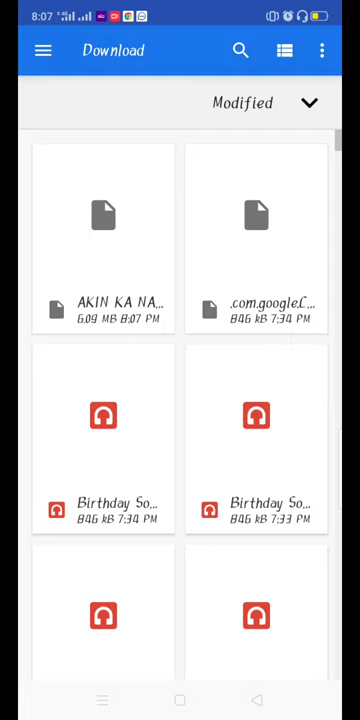 8:07
Download
Modified
AKIN KA NA...
6.09 MB 8:07 PM
.com.google.C...
846 kB 7:34 PM
Birthday So...
846 kB 7:34 PM
Birthday So...
846 kB 7:33 PM